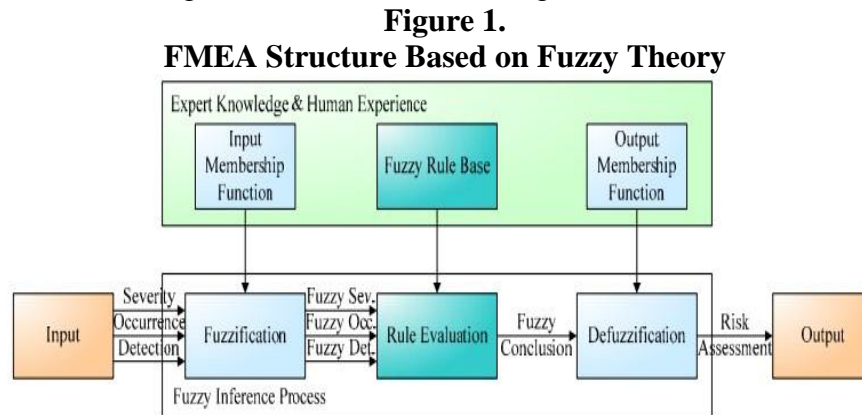 Figure 1.
FMEA Structure Based on Fuzzy Theory
Expert Knowledge & Human Experience
Input
Membership
Function
Fuzzy Rule Base
Output
Membership
Function
Input
Severity
Occurrence
Detection
Fuzzification
Fuzzy Sev.
Fuzzy Occ.
Fuzzy Det.
Rule Evaluation
Fuzzy
Conclusion
Defuzzification
Risk
Assessment
Output
Fuzzy Inference Process